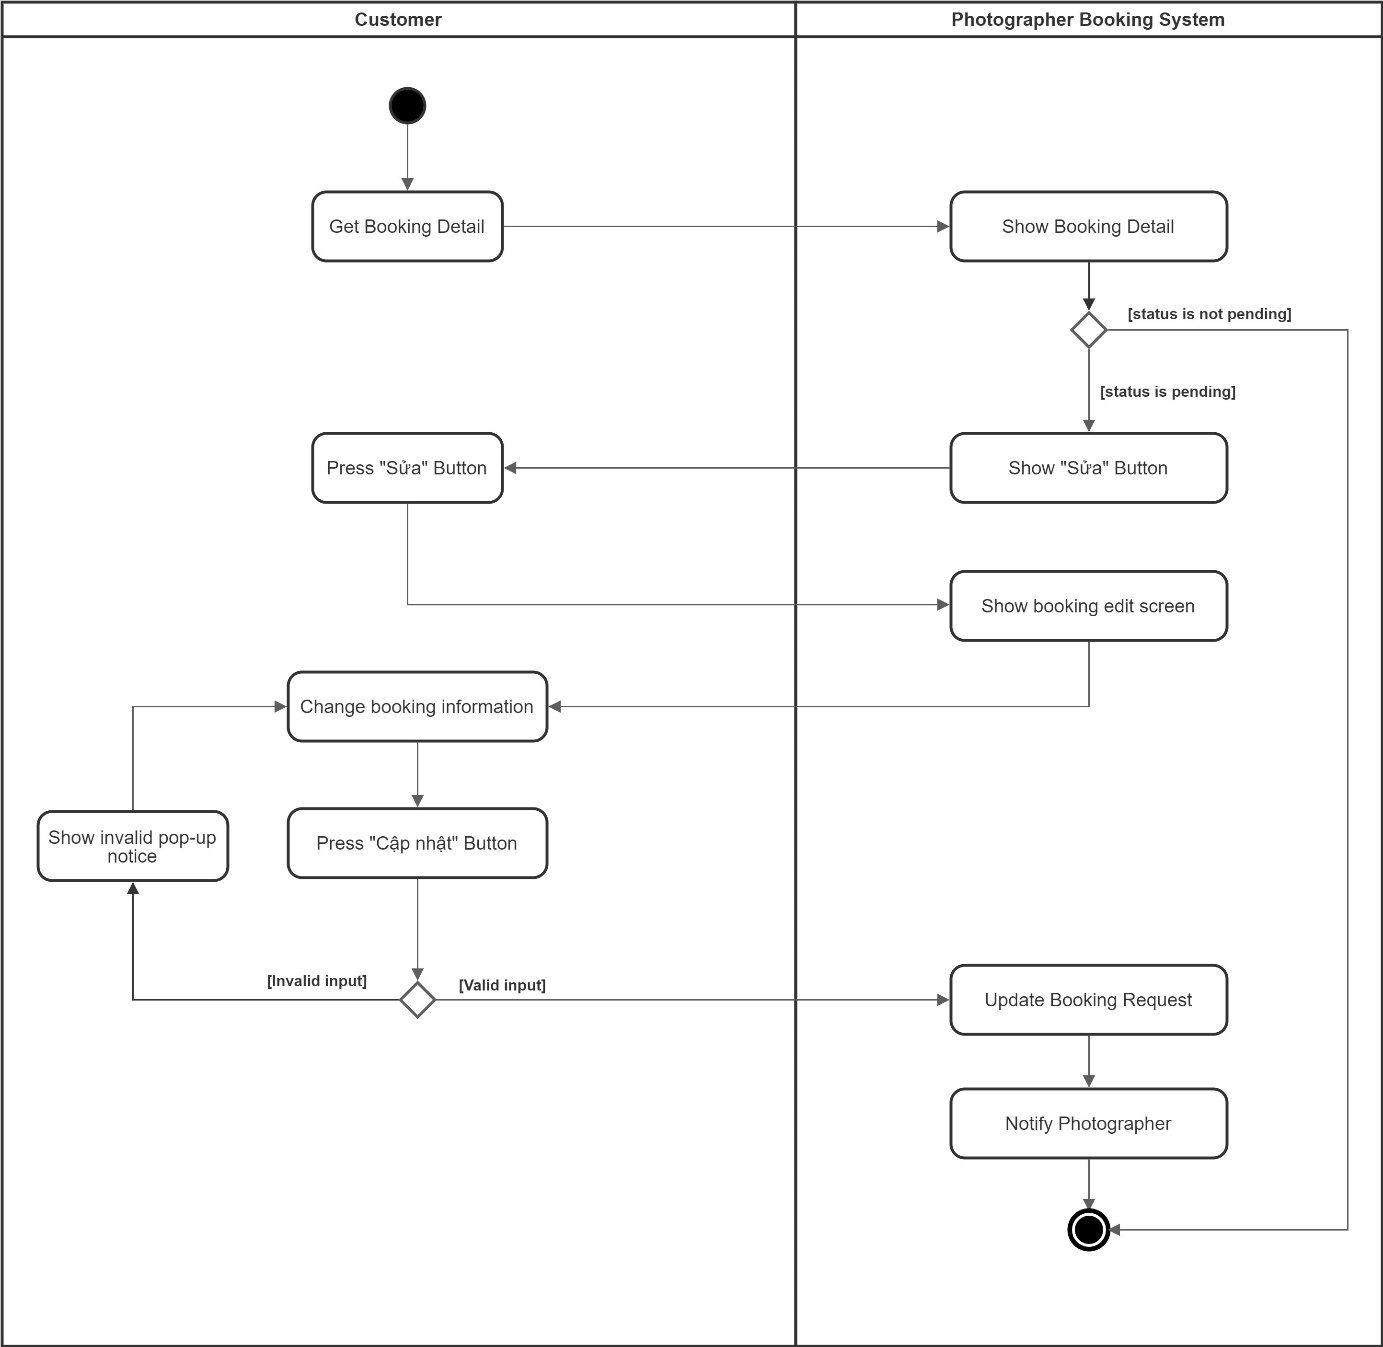 Customer
Photographer Booking System
Get Booking Detail
Show Booking Detail
[status is not pending]
[status is pending]
Press "Sửa" Button
Show "Sửa" Button
Show booking edit screen
Change booking information
Show invalid pop-up
notice
Press "Cập nhật" Button
[Invalid input]
[Valid input]
Update Booking Request
Notify Photographer